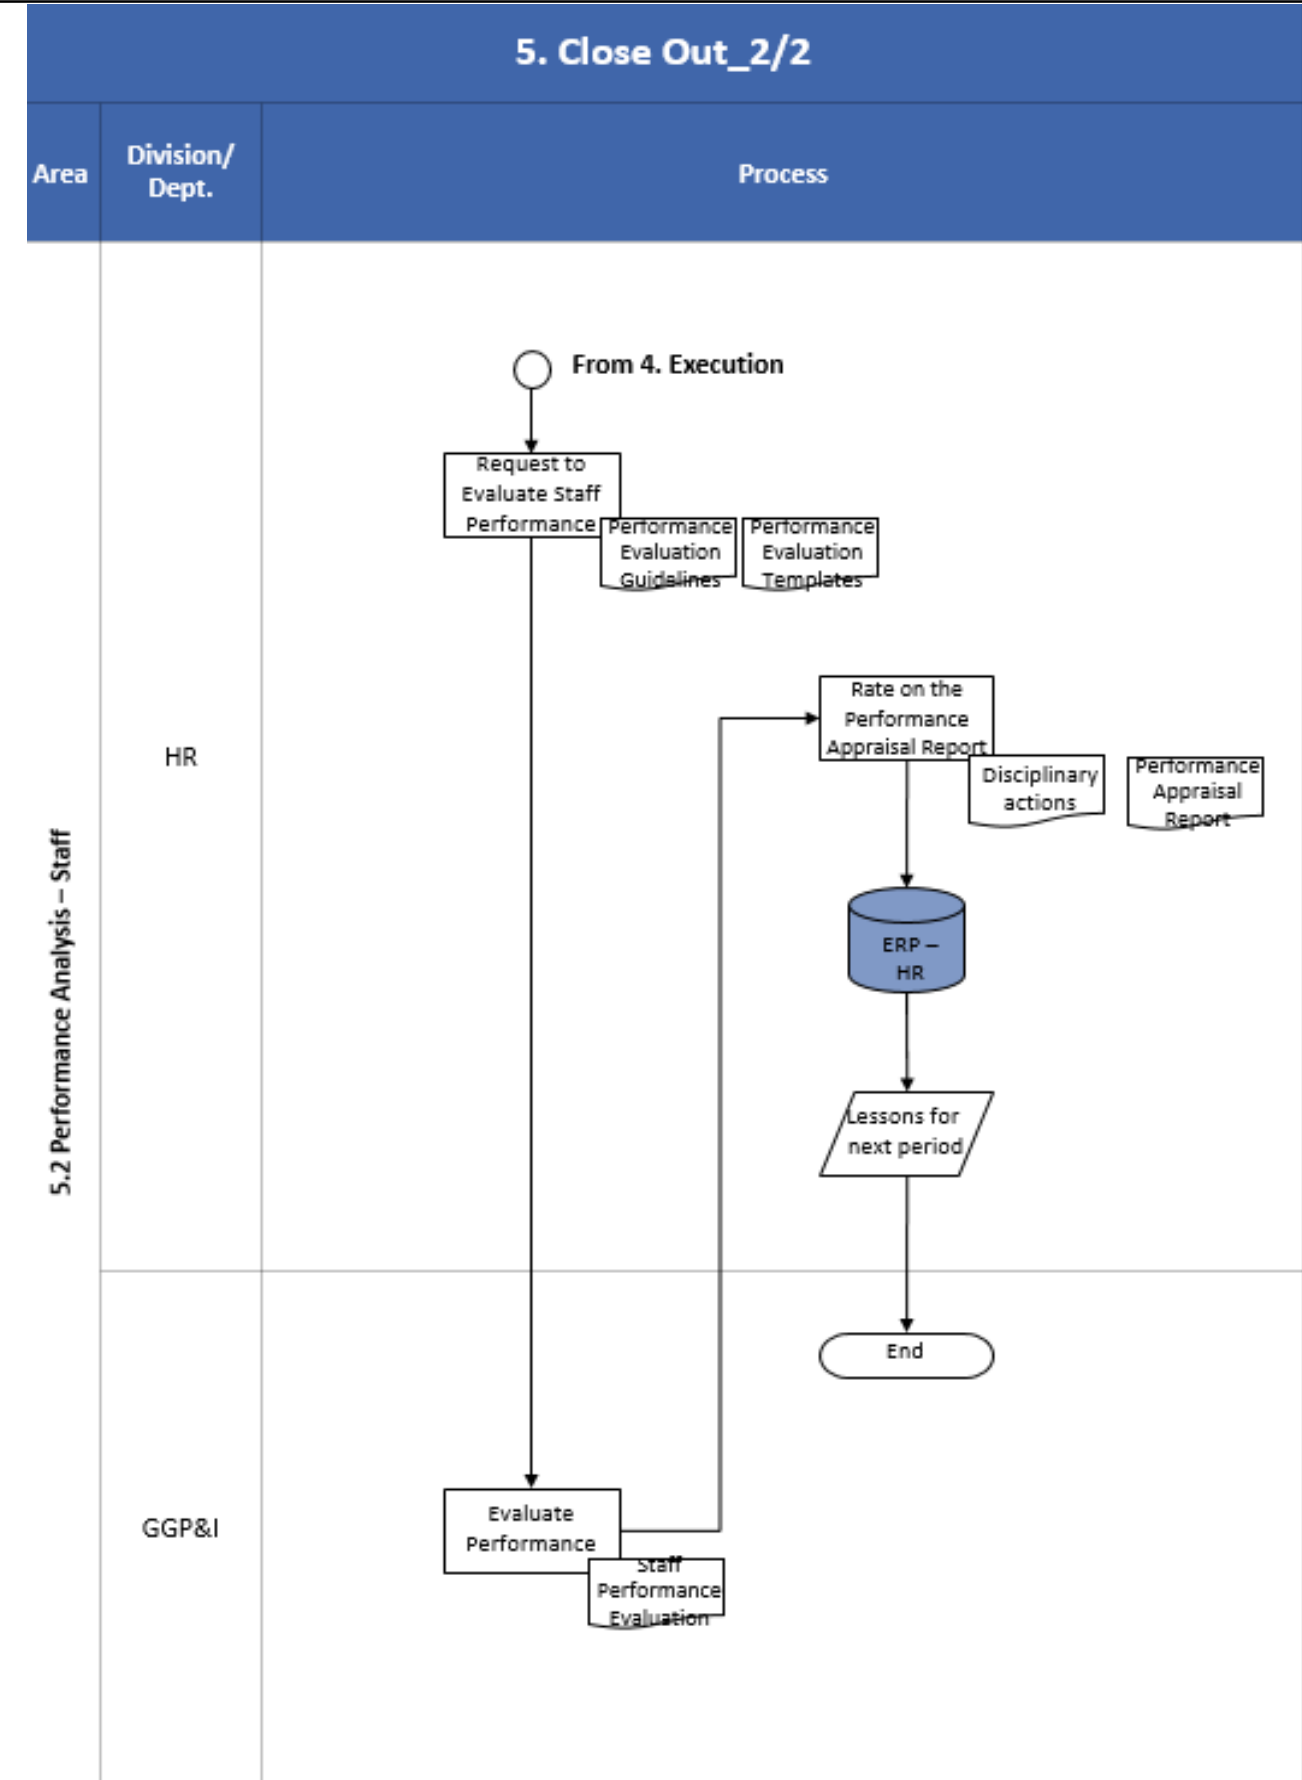 5. Close Out_2/2
Area
Division/
Dept.
Process
5.2 Performance Analysis – Staff
HR
From 4. Execution
Request to
Evaluate Staff
Performance
Performance
Evaluation
Guidelines
Performance
Evaluation
Templates
Rate on the
Performance
Appraisal Report
Disciplinary
actions
Performance
Appraisal
Report
ERP –
HR
Lessons for
next period
End
GGP&I
Evaluate
Performance
Staff
Performance
Evaluation